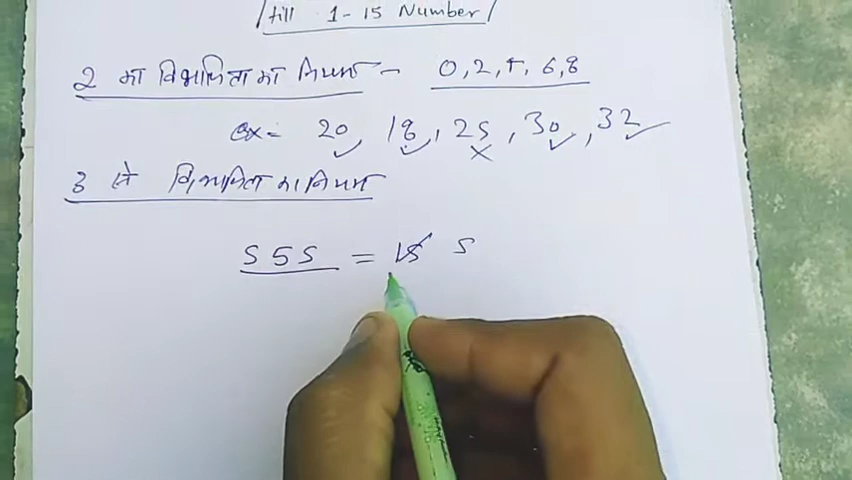 /till 1-15 Number/
2 का विभाजिता का नियम - 0,2,4,6,8
ex= 20, 18, 25, 30, 32
3 से विभाजिता का नियम
555 = 15 5